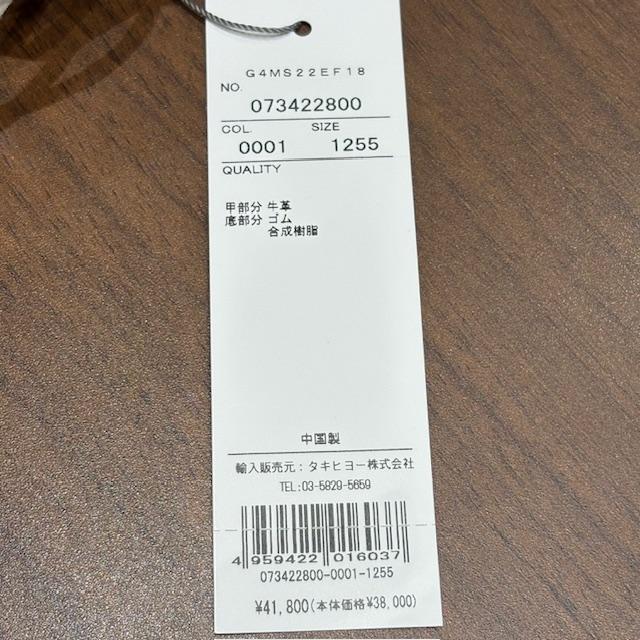 G4MS22EF18
NO.
073422800
COL. SIZE
0001 1255
QUALITY
甲部分 牛革
底部分 ゴム
合成樹脂
中国製
輸入販売元：タキヒヨー株式会社
TEL:03-5829-5659
4 959422 016037
073422800-0001-1255
¥41,800(本体価格¥38,000)